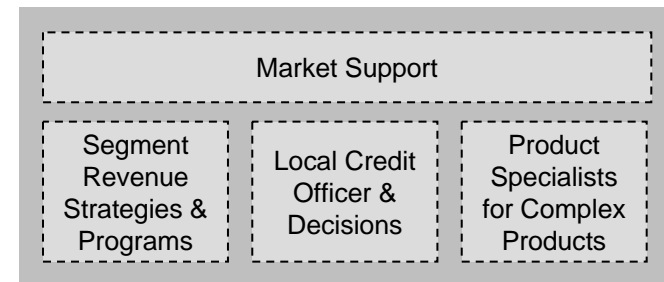 Market Support
Segment
Revenue
Strategies &
Programs
Local Credit
Officer &
Decisions
Product
Specialists
for Complex
Products